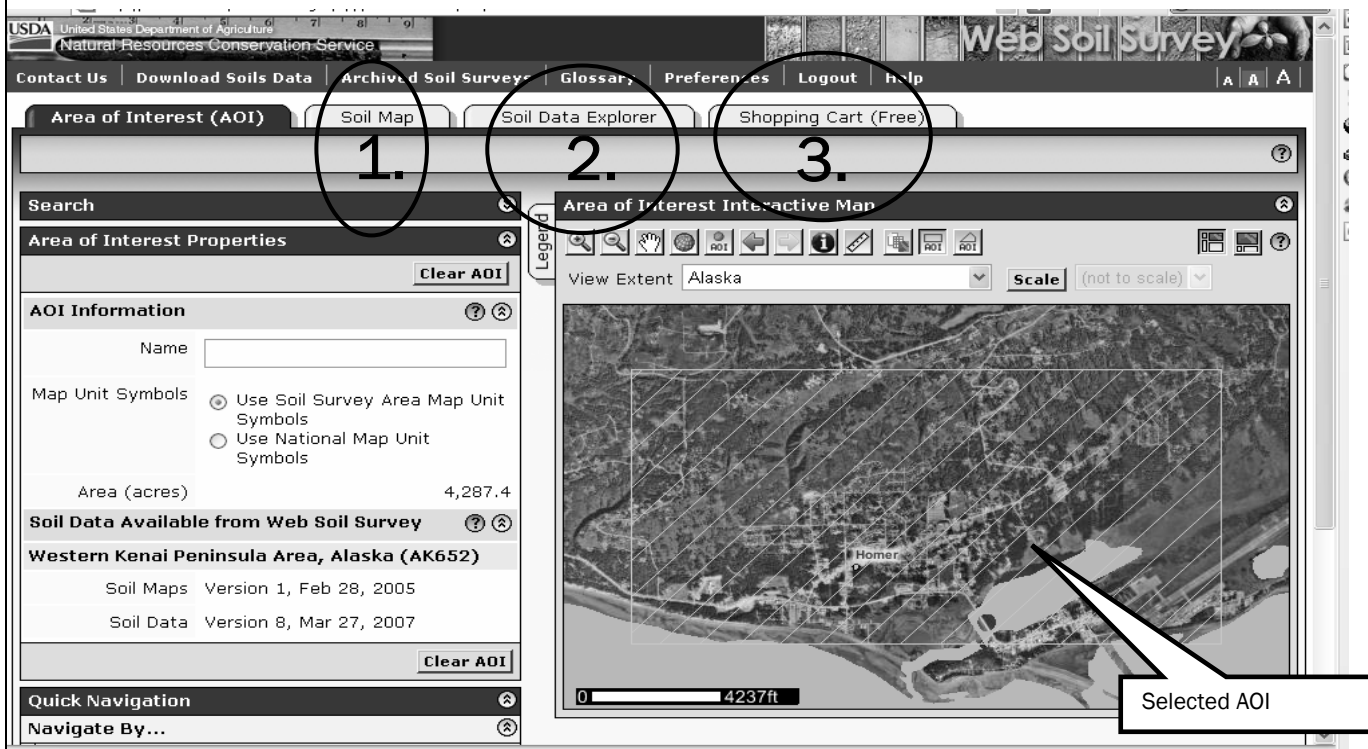 USDA United States Department of Agriculture
Natural Resources Conservation Service
Web Soil Survey
Contact Us | Download Soils Data | Archived Soil Surveys | Glossary | Preferences | Logout | Help
A A A
Area of Interest (AOI)
Soil Map
Soil Data Explorer
Shopping Cart (Free)
1.
2.
3.
Search
Area of Interest Properties
Clear AOI
AOI Information
Name
Map Unit Symbols
Use Soil Survey Area Map Unit
Symbols
Use National Map Unit
Symbols
Area (acres) 4,287.4
Soil Data Available from Web Soil Survey
Western Kenai Peninsula Area, Alaska (AK652)
Soil Maps Version 1, Feb 28, 2005
Soil Data Version 8, Mar 27, 2007
Clear AOI
Quick Navigation
Navigate By...
Legend
Area of Interest Interactive Map
AOI AOI AOI
View Extent Alaska Scale (not to scale)
Homer
0 4237ft
Selected AOI